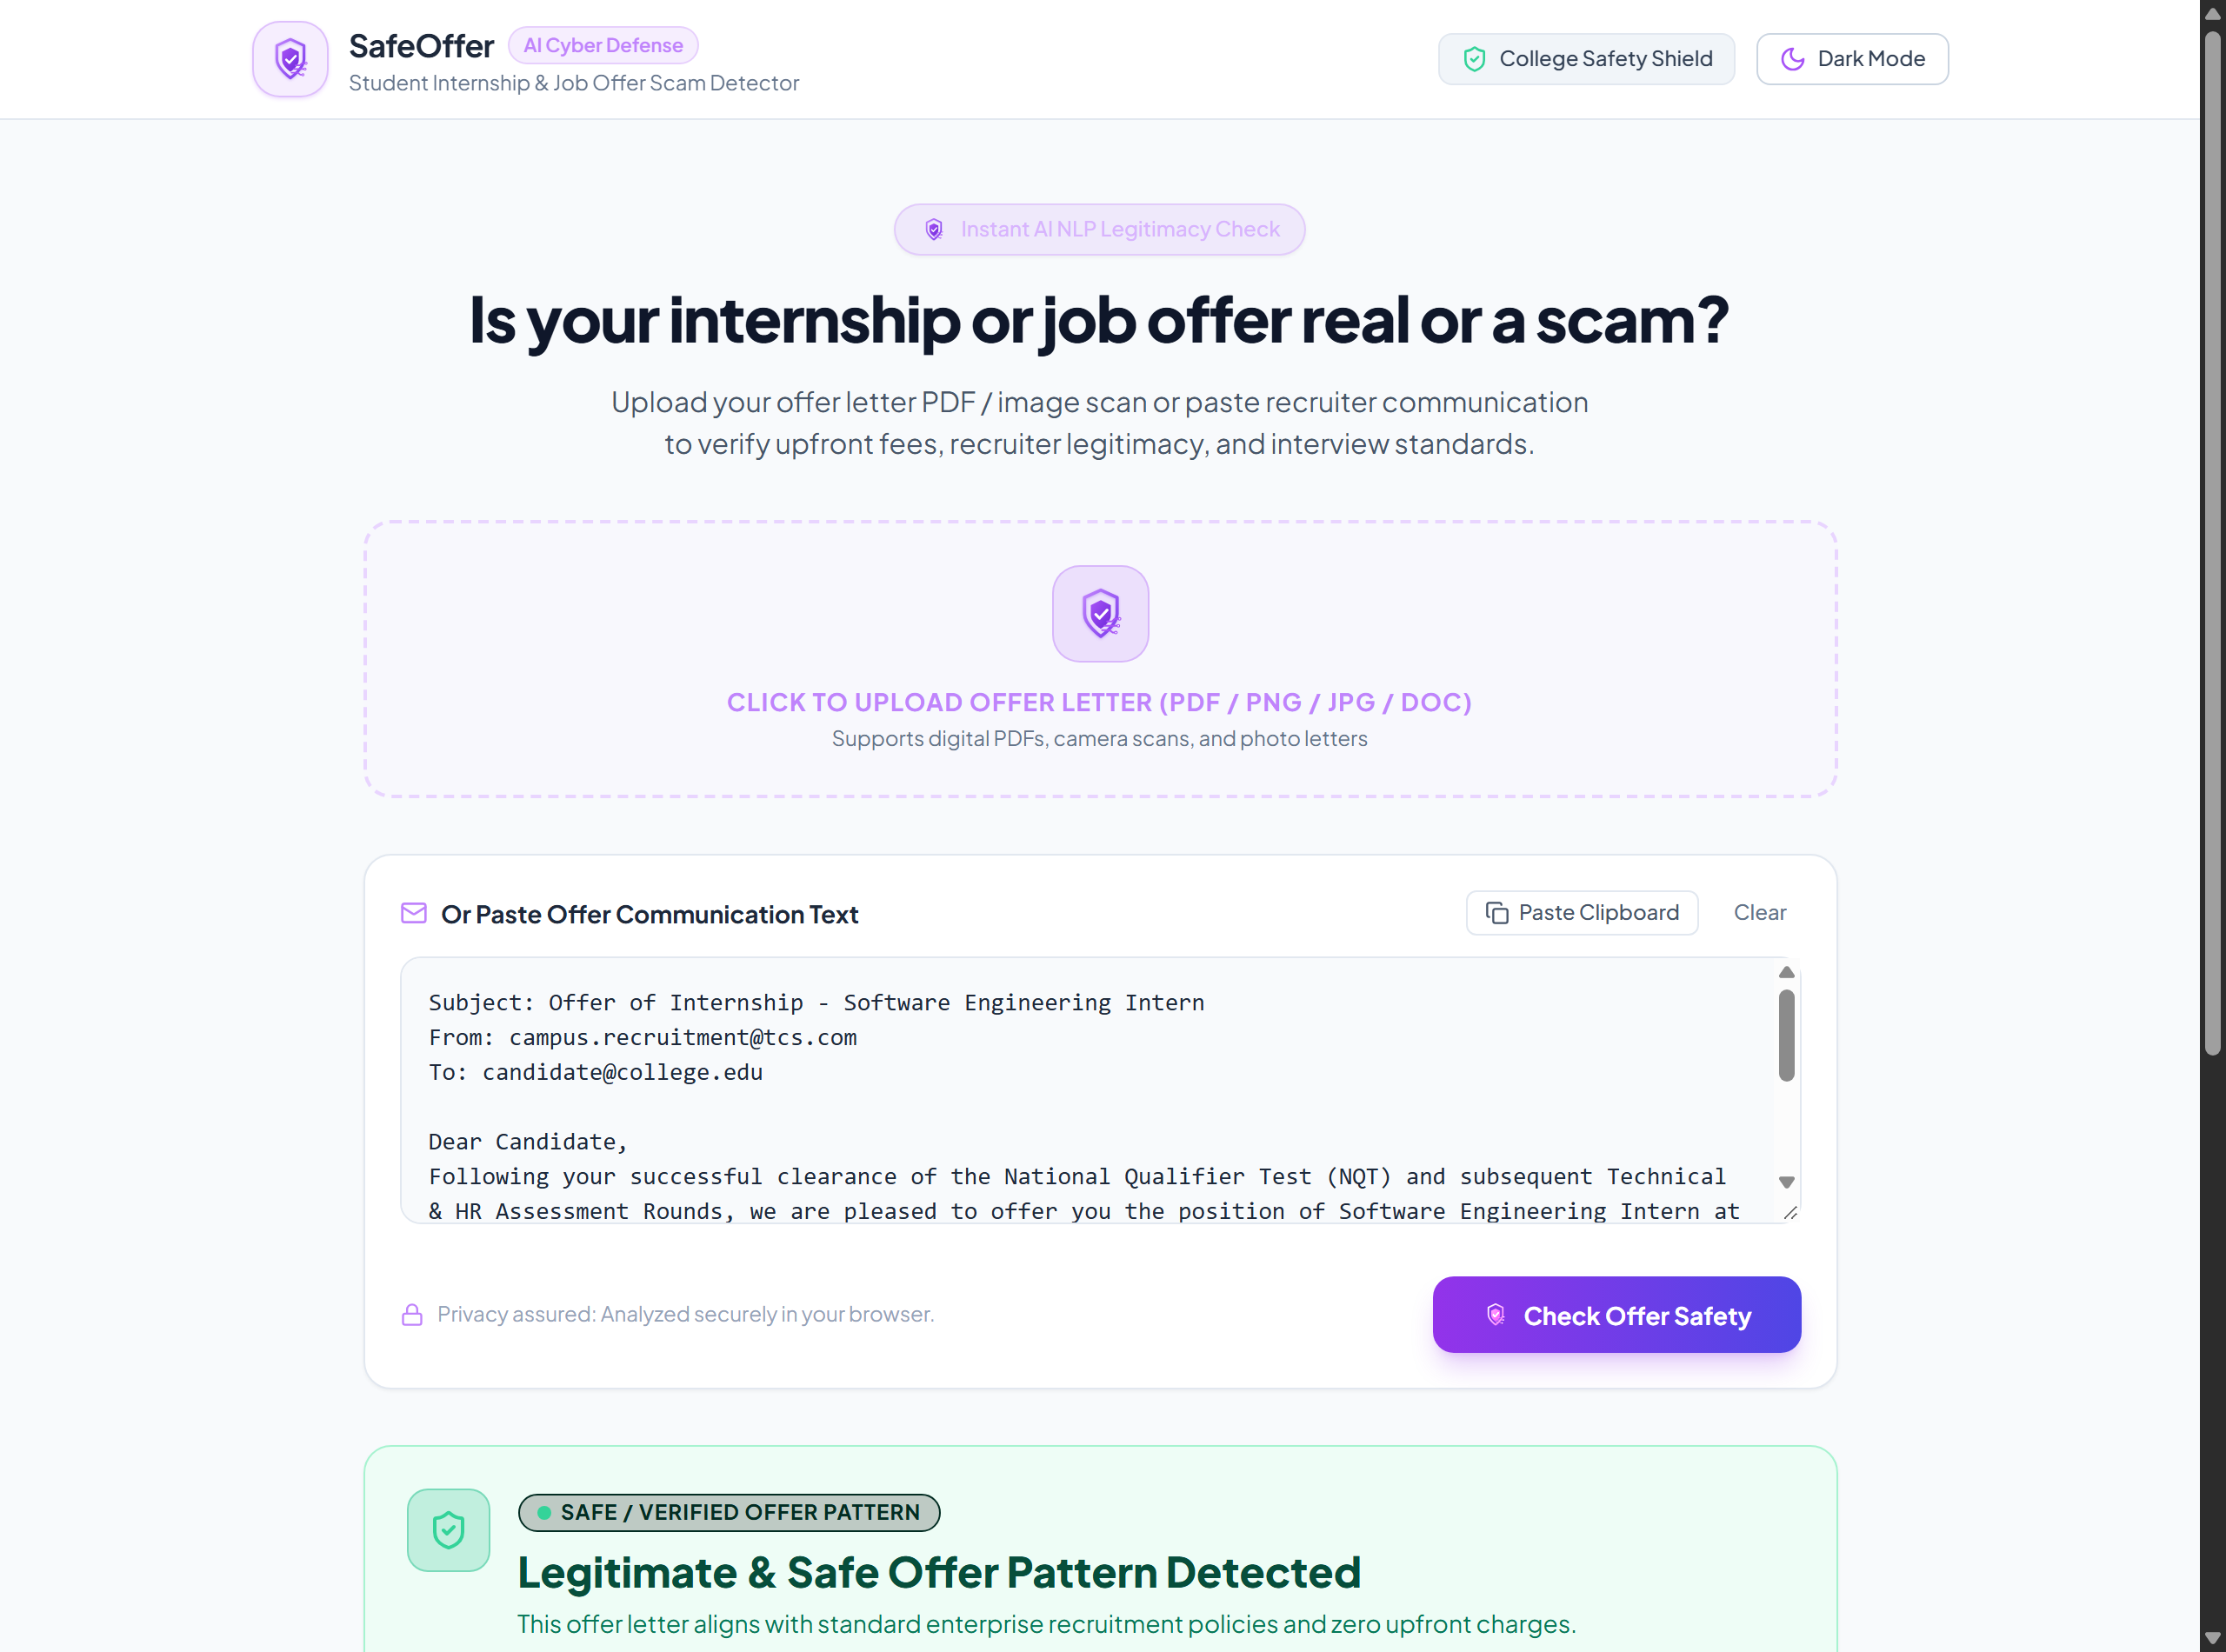 SafeOffer AI Cyber Defense
Student Internship & Job Offer Scam Detector
College Safety Shield
Dark Mode
Instant AI NLP Legitimacy Check
Is your internship or job offer real or a scam?
Upload your offer letter PDF / image scan or paste recruiter communication
to verify upfront fees, recruiter legitimacy, and interview standards.
CLICK TO UPLOAD OFFER LETTER (PDF / PNG / JPG / DOC)
Supports digital PDFs, camera scans, and photo letters
Or Paste Offer Communication Text
Paste Clipboard
Clear
Subject: Offer of Internship - Software Engineering Intern
From: campus.recruitment@tcs.com
To: candidate@college.edu
Dear Candidate,
Following your successful clearance of the National Qualifier Test (NQT) and subsequent Technical
& HR Assessment Rounds, we are pleased to offer you the position of Software Engineering Intern at
Privacy assured: Analyzed securely in your browser.
Check Offer Safety
SAFE / VERIFIED OFFER PATTERN
Legitimate & Safe Offer Pattern Detected
This offer letter aligns with standard enterprise recruitment policies and zero upfront charges.